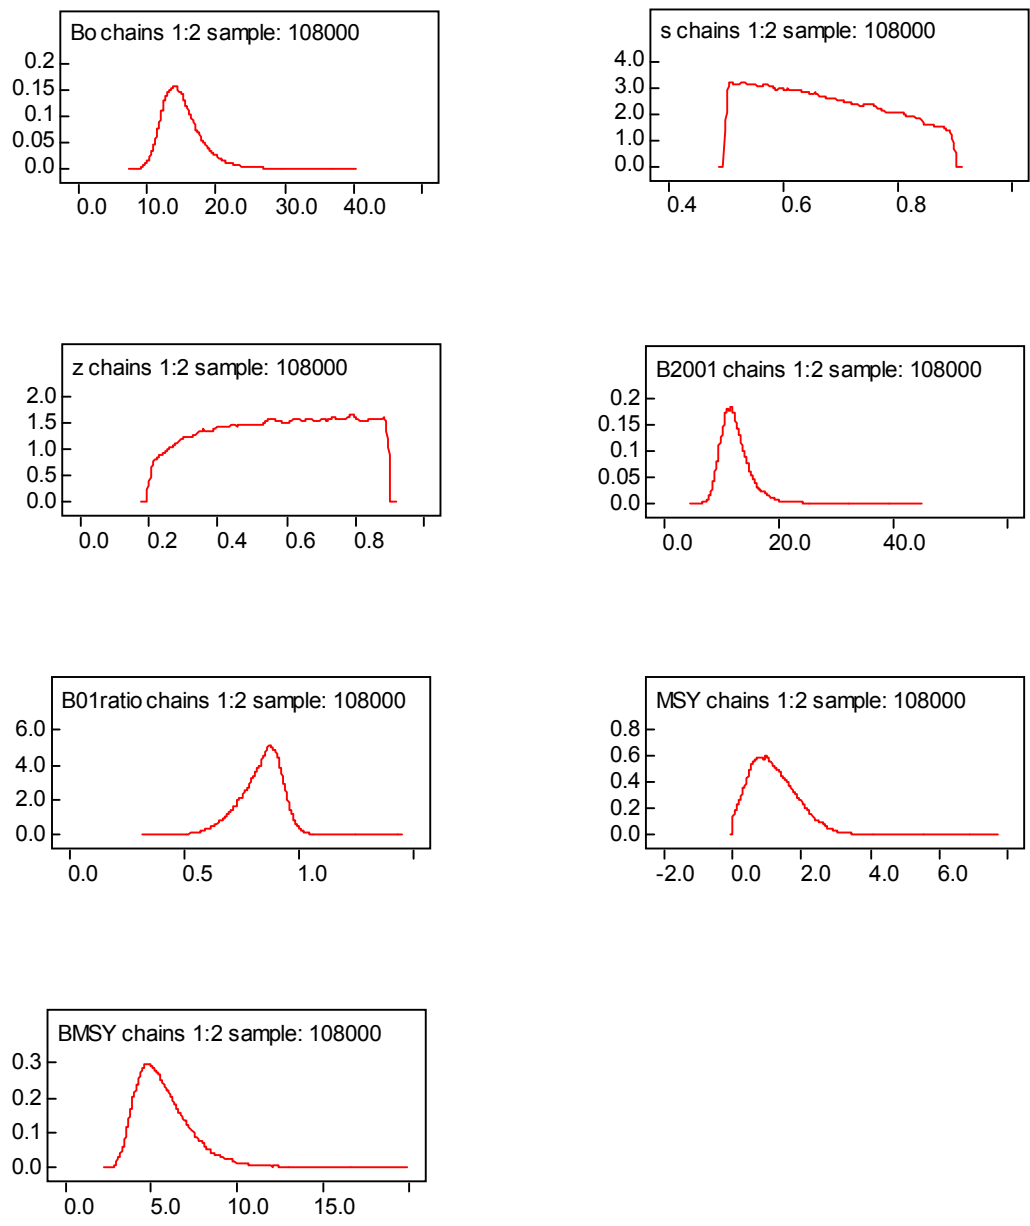 Bo chains 1:2 sample: 108000
0.2
0.15
0.1
0.05
0.0
0.0 10.0 20.0 30.0 40.0
s chains 1:2 sample: 108000
4.0
3.0
2.0
1.0
0.0
0.4 0.6 0.8
z chains 1:2 sample: 108000
2.0
1.5
1.0
0.5
0.0
0.0 0.2 0.4 0.6 0.8
B2001 chains 1:2 sample: 108000
0.2
0.15
0.1
0.05
0.0
0.0 20.0 40.0
B01ratio chains 1:2 sample: 108000
6.0
4.0
2.0
0.0
0.0 0.5 1.0
MSY chains 1:2 sample: 108000
0.8
0.6
0.4
0.2
0.0
-2.0 0.0 2.0 4.0 6.0
BMSY chains 1:2 sample: 108000
0.3
0.2
0.1
0.0
0.0 5.0 10.0 15.0